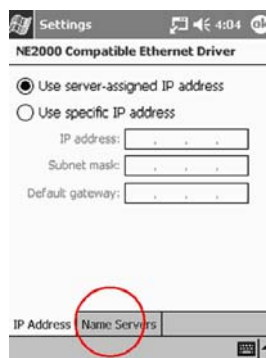 Settings 4:04 ok
NE2000 Compatible Ethernet Driver
Use server-assigned IP address
Use specific IP address
IP address: . . .
Subnet mask: . . .
Default gateway: . . .
IP Address Name Servers